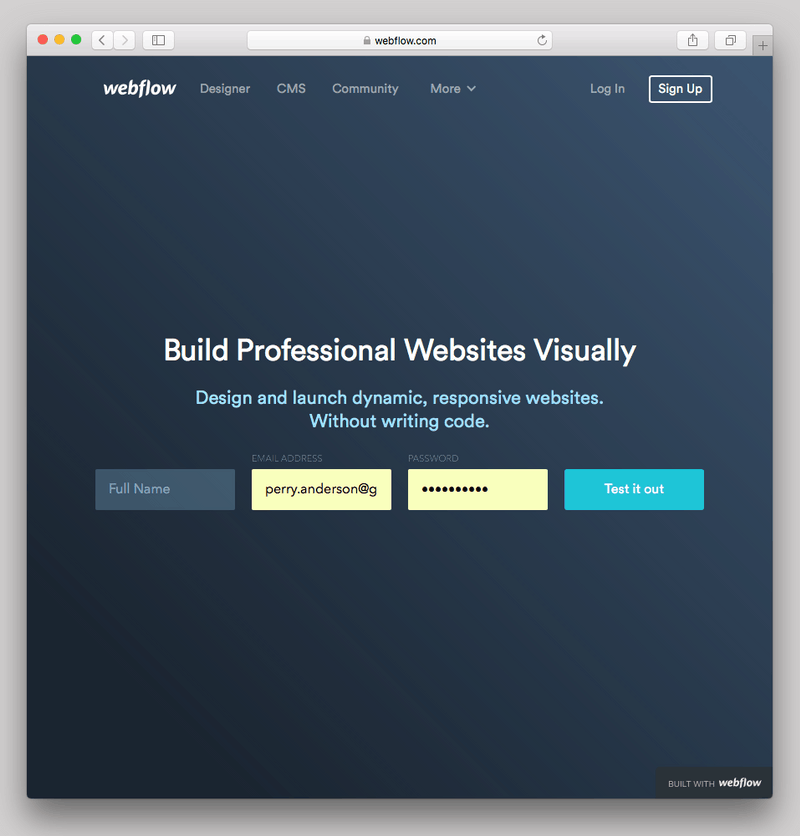 webflow.com
webflow Designer CMS Community More Log In Sign Up
Build Professional Websites Visually
Design and launch dynamic, responsive websites.
Without writing code.
EMAIL ADDRESS PASSWORD
Full Name perry.anderson@g •••••••••• Test it out
BUILT WITH webflow